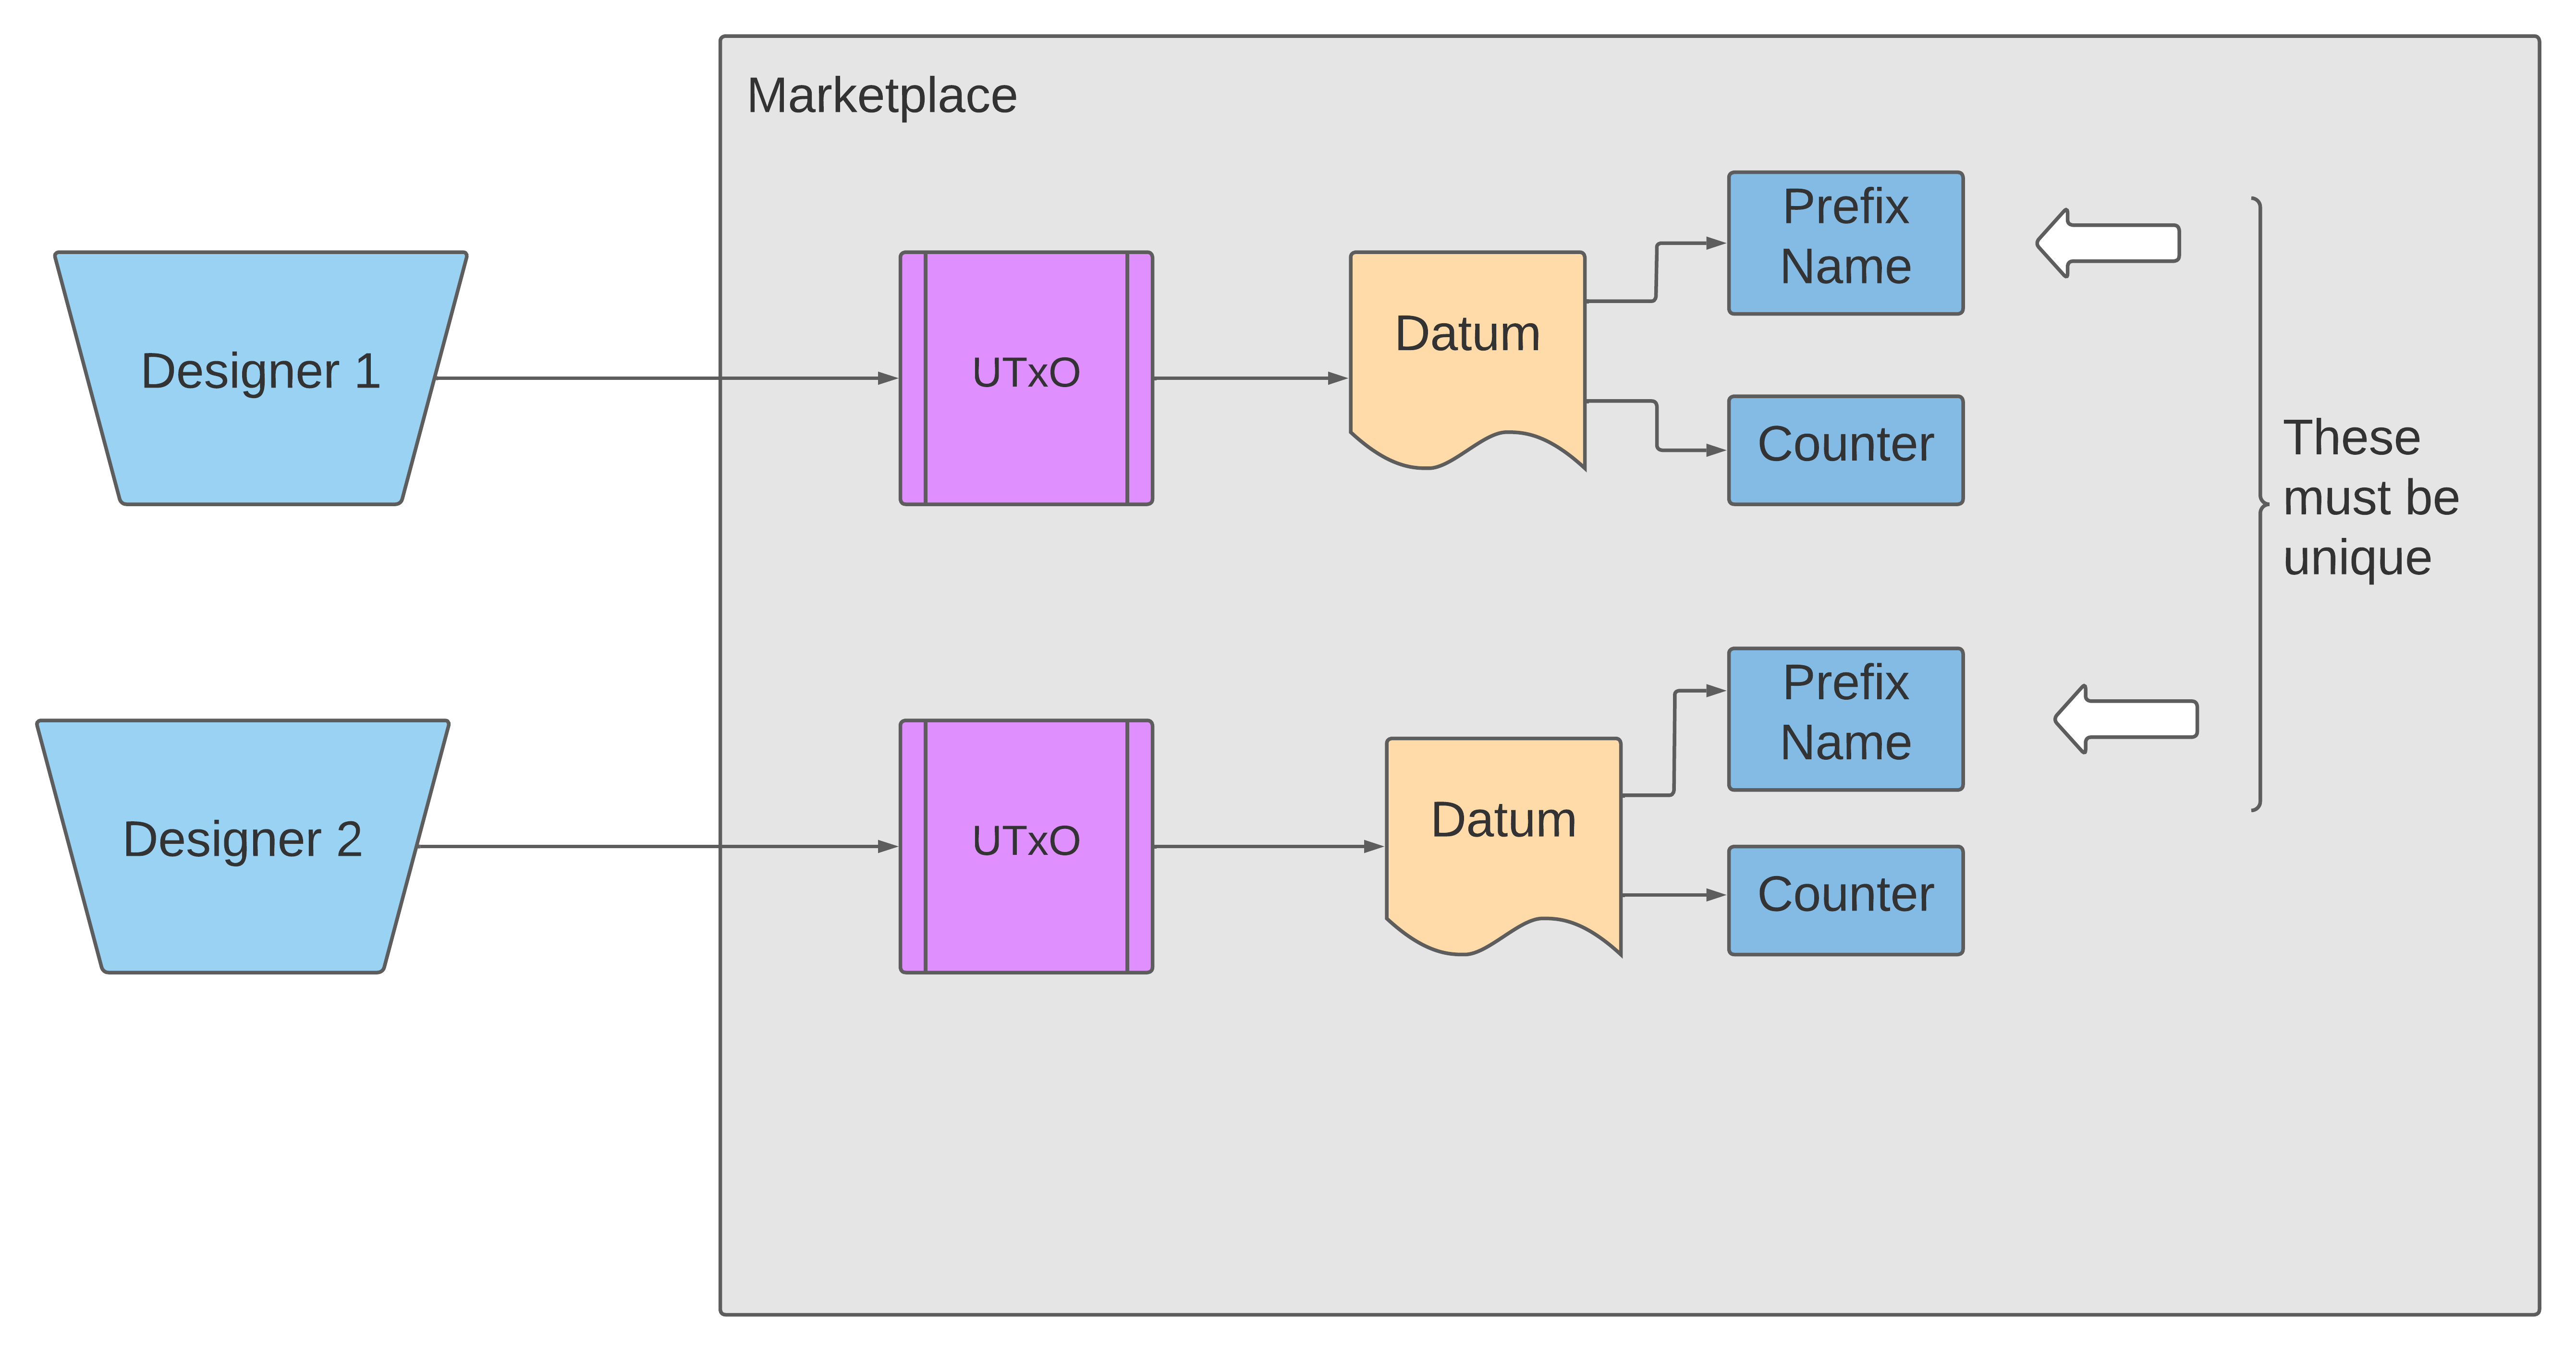 Marketplace
Designer 1
UTxO
Datum
Prefix
Name
Counter
These
must be
unique
Designer 2
UTxO
Datum
Prefix
Name
Counter